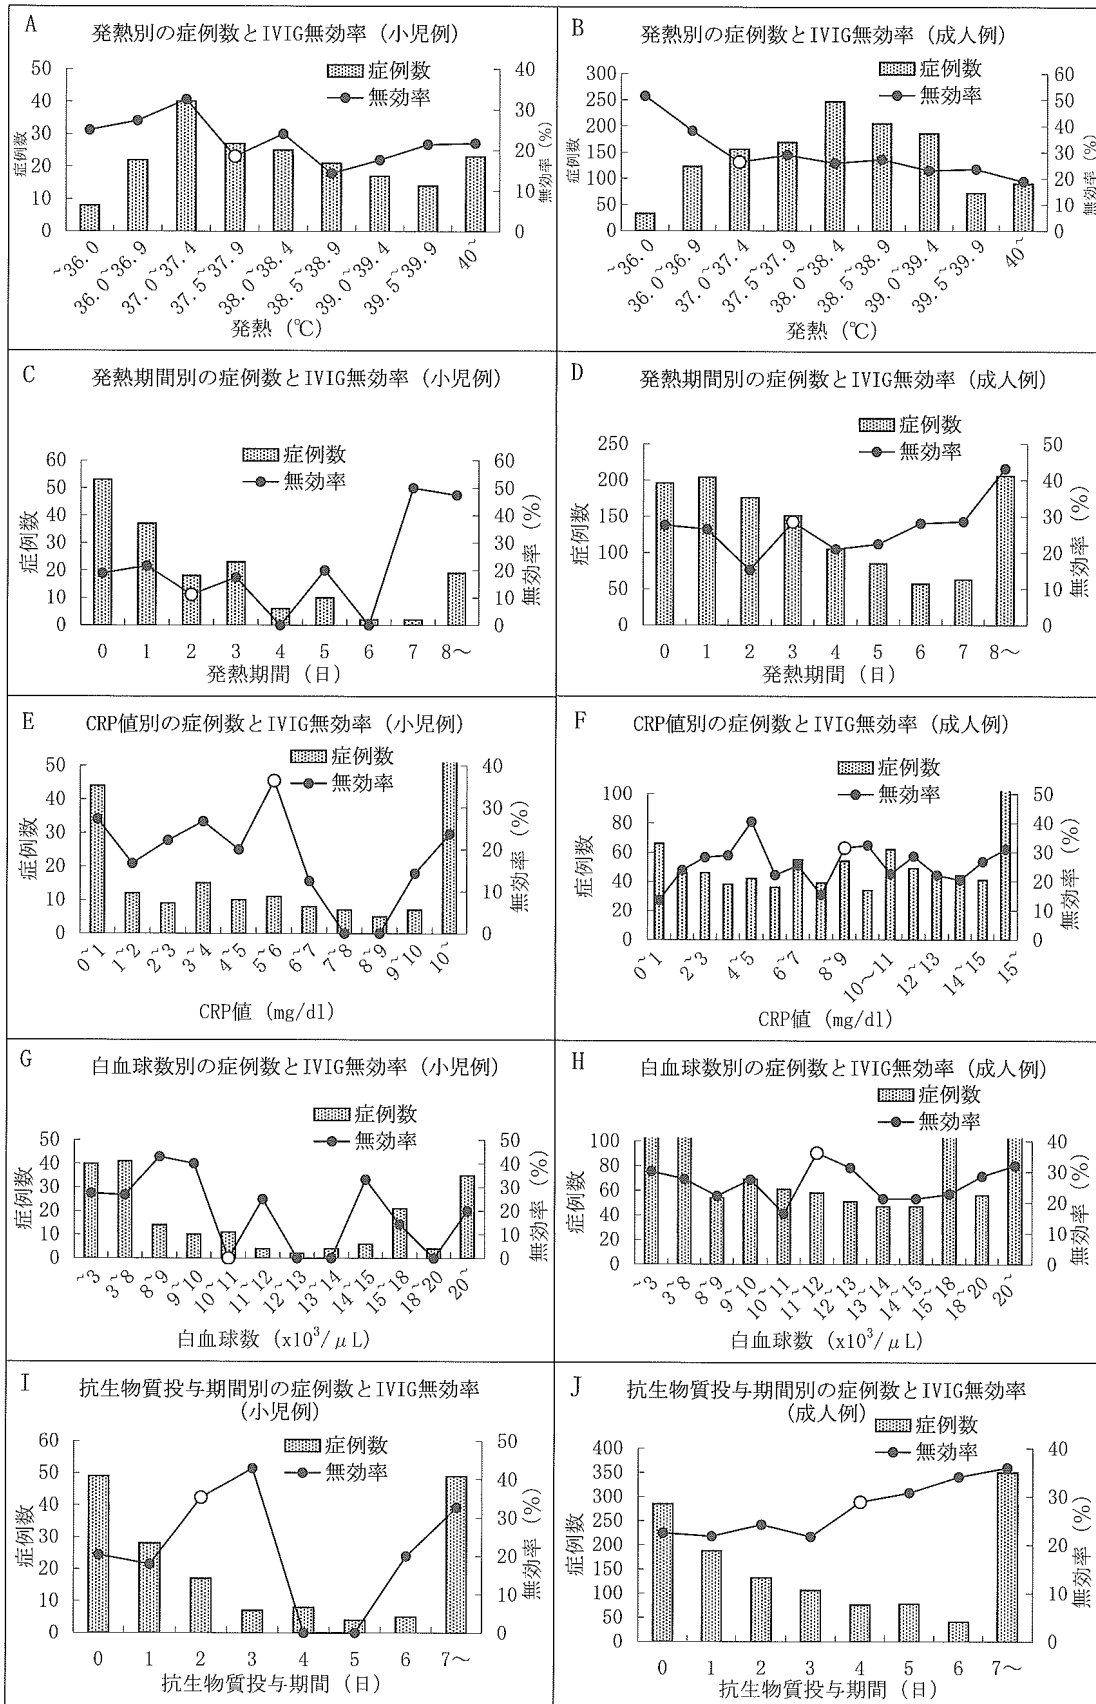 A 発熱別の症例数とIVIG無効率 (小児例)
症例数
無効率
50
40
30
20
10
0
40
30
20
10
0
症例数
無効率 (%)
~36.0
36.0~36.9
37.0~37.4
37.5~37.9
38.0~38.4
38.5~38.9
39.0~39.4
39.5~39.9
40~
発熱 (℃)
B 発熱別の症例数とIVIG無効率 (成人例)
症例数
無効率
300
250
200
150
100
50
0
60
50
40
30
20
10
0
症例数
無効率 (%)
~36.0
36.0~36.9
37.0~37.4
37.5~37.9
38.0~38.4
38.5~38.9
39.0~39.4
39.5~39.9
40~
発熱 (℃)
C 発熱期間別の症例数とIVIG無効率 (小児例)
症例数
無効率
60
50
40
30
20
10
0
60
50
40
30
20
10
0
症例数
無効率 (%)
0 1 2 3 4 5 6 7 8~
発熱期間 (日)
D 発熱期間別の症例数とIVIG無効率 (成人例)
症例数
無効率
250
200
150
100
50
0
50
40
30
20
10
0
症例数
無効率 (%)
0 1 2 3 4 5 6 7 8~
発熱期間 (日)
E CRP値別の症例数とIVIG無効率 (小児例)
症例数
無効率
50
40
30
20
10
0
40
30
20
10
0
症例数
無効率 (%)
0~1
1~2
2~3
3~4
4~5
5~6
6~7
7~8
8~9
9~10
10~
CRP値 (mg/dl)
F CRP値別の症例数とIVIG無効率 (成人例)
症例数
無効率
100
80
60
40
20
0
50
40
30
20
10
0
症例数
無効率 (%)
0~1
2~3
4~5
6~7
8~9
10~11
12~13
14~15
15~
CRP値 (mg/dl)
G 白血球数別の症例数とIVIG無効率 (小児例)
症例数
無効率
50
40
30
20
10
0
50
40
30
20
10
0
症例数
無効率 (%)
~3
3~8
8~9
9~10
10~11
11~12
12~13
13~14
14~15
15~18
18~20
20~
白血球数 (x10³/μL)
H 白血球数別の症例数とIVIG無効率 (成人例)
症例数
無効率
100
80
60
40
20
0
40
30
20
10
0
症例数
無効率 (%)
~3
3~8
8~9
9~10
10~11
11~12
12~13
13~14
14~15
15~18
18~20
20~
白血球数 (x10³/μL)
I 抗生物質投与期間別の症例数とIVIG無効率
(小児例)
症例数
無効率
60
50
40
30
20
10
0
50
40
30
20
10
0
症例数
無効率 (%)
0 1 2 3 4 5 6 7~
抗生物質投与期間 (日)
J 抗生物質投与期間別の症例数とIVIG無効率
(成人例)
症例数
無効率
400
350
300
250
200
150
100
50
0
40
30
20
10
0
症例数
無効率 (%)
0 1 2 3 4 5 6 7~
抗生物質投与期間 (日)